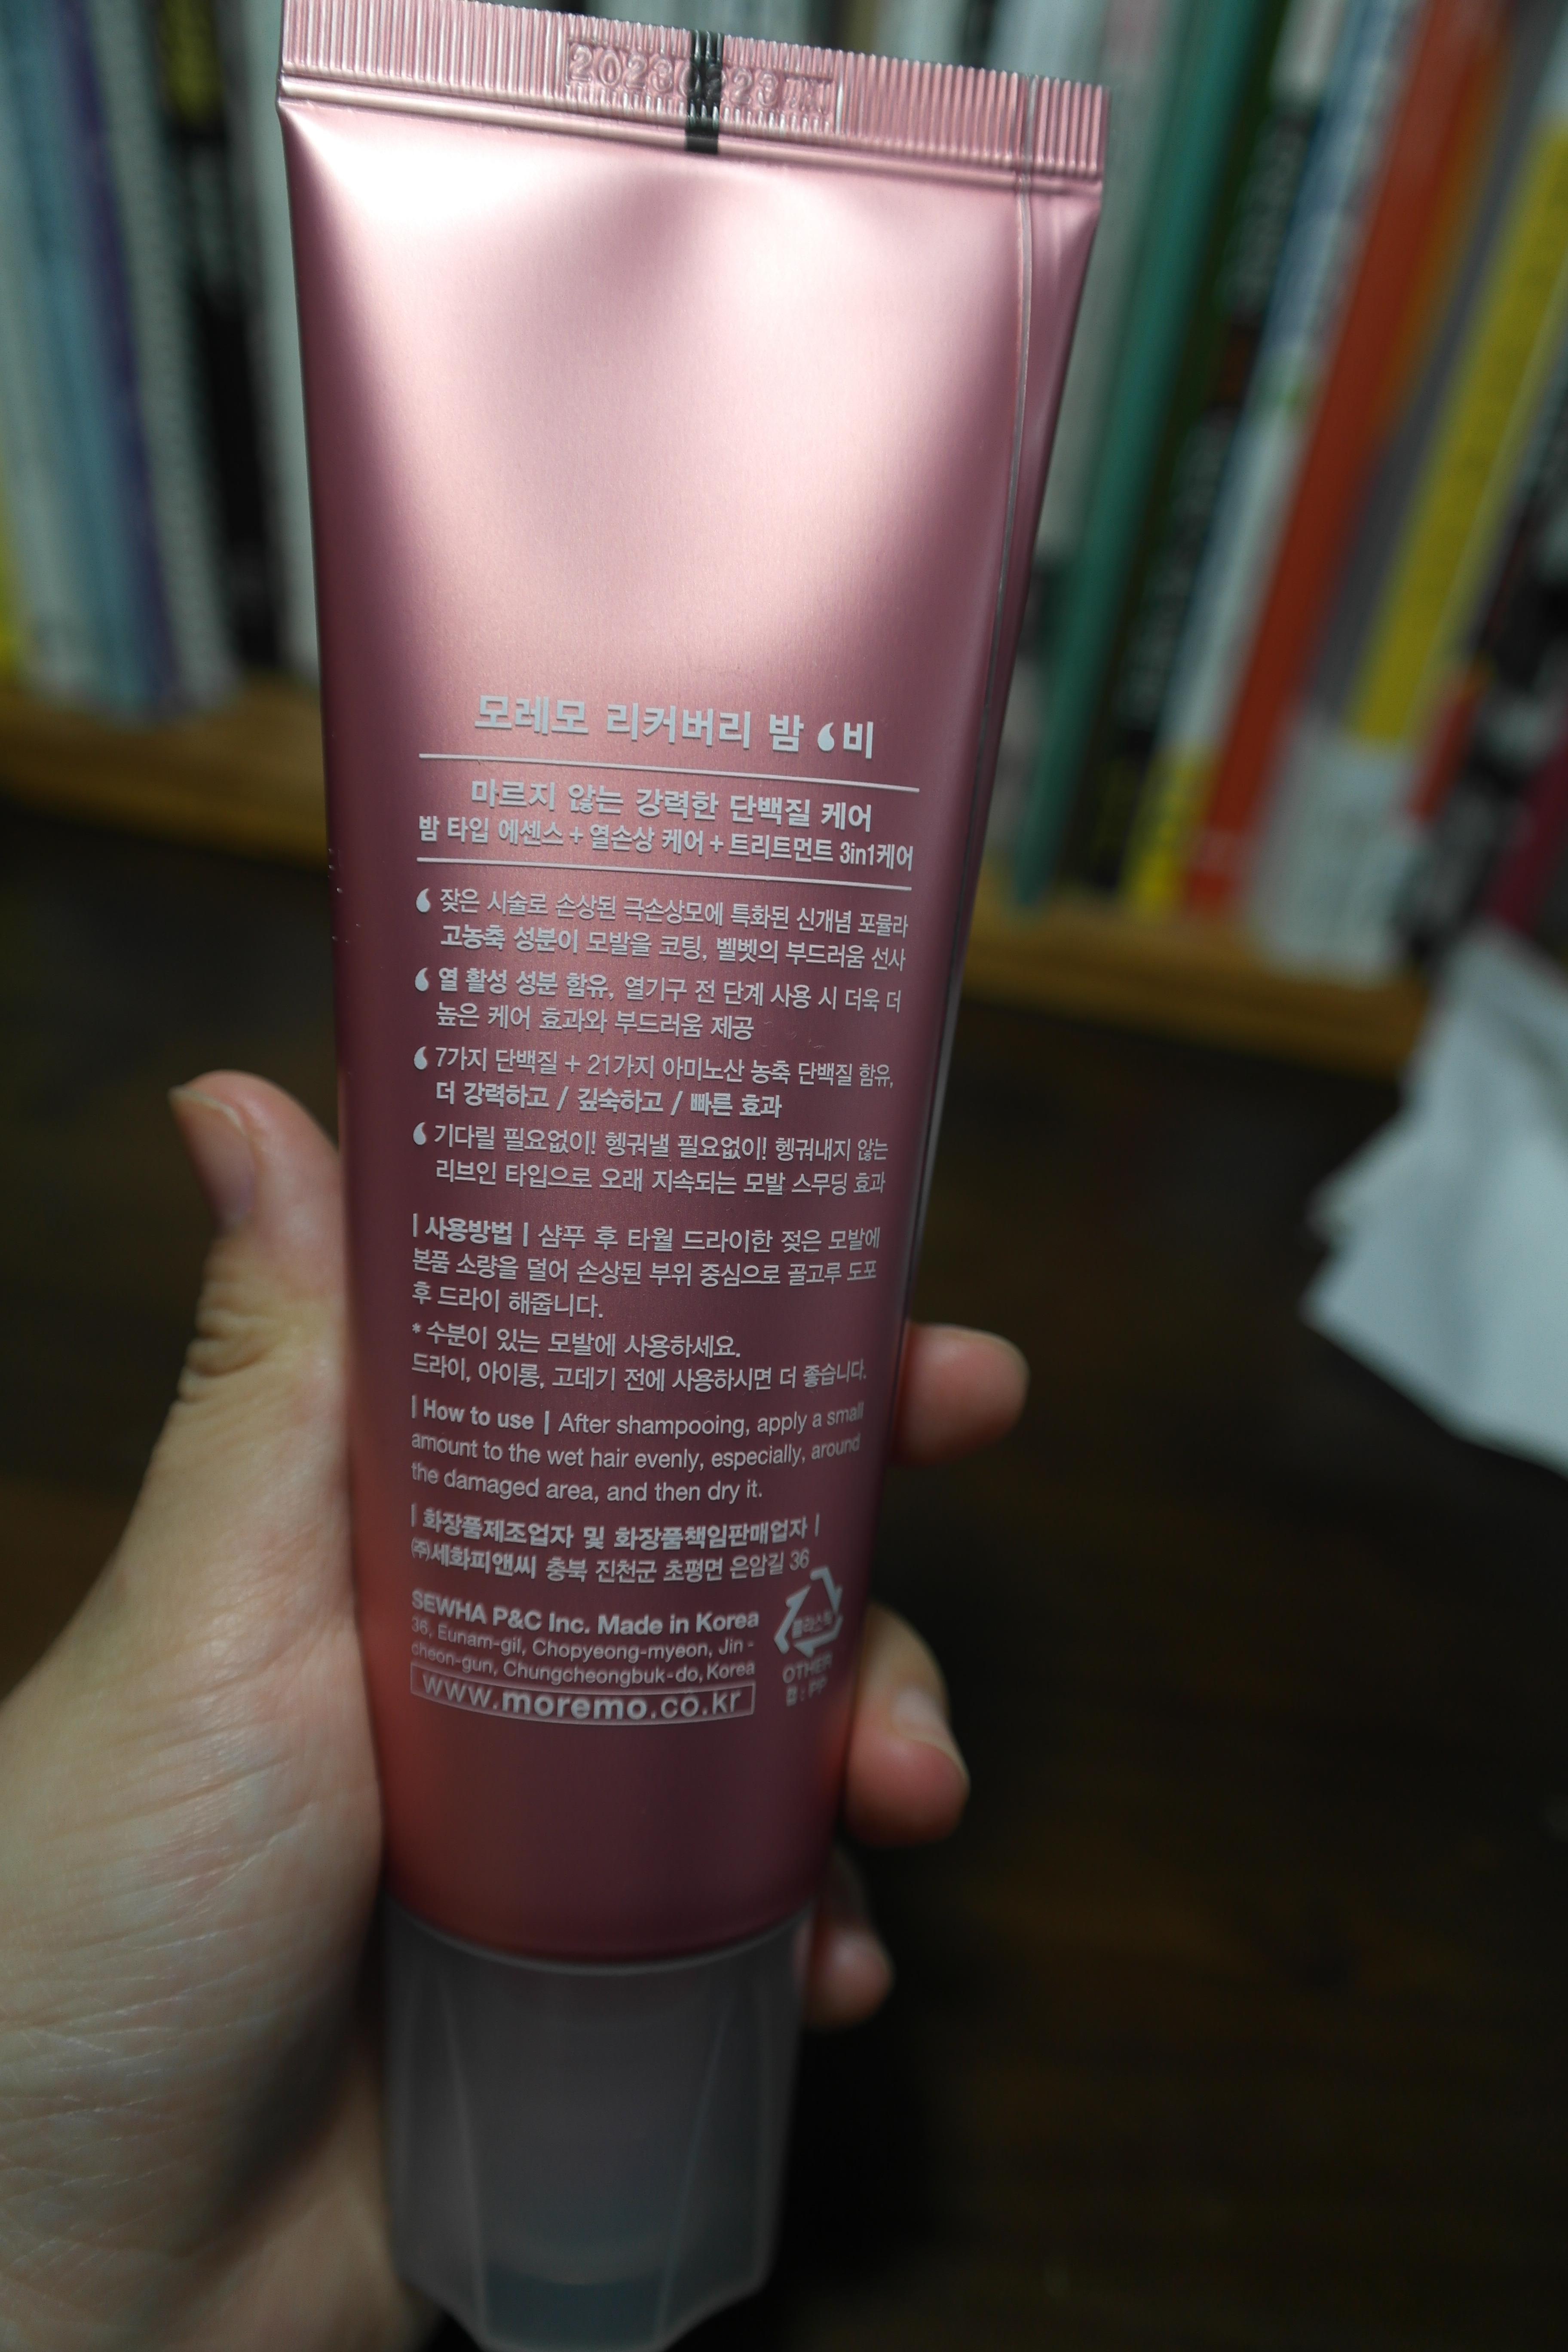 모레모 리커버리 밤 비
마르지 않는 강력한 단백질 케어
밤 타입 에센스 + 열손상 케어 + 트리트먼트 3in1케어
잦은 시술로 손상된 극손상모에 특화된 신개념 포뮬라
고농축 성분이 모발을 코팅, 벨벳의 부드러움 선사
열 활성 성분 함유, 열기구 전 단계 사용 시 더욱 더
높은 케어 효과와 부드러움 제공
7가지 단백질 + 21가지 아미노산 농축 단백질 함유,
더 강력하고 / 깊숙하고 / 빠른 효과
기다릴 필요없이! 헹궈낼 필요없이! 헹궈내지 않는
리브인 타입으로 오래 지속되는 모발 스무딩 효과
| 사용방법 | 샴푸 후 타월 드라이한 젖은 모발에
본품 소량을 덜어 손상된 부위 중심으로 골고루 도포
후 드라이 해줍니다.
* 수분이 있는 모발에 사용하세요.
드라이, 아이롱, 고데기 전에 사용하시면 더 좋습니다.
| How to use | After shampooing, apply a small
amount to the wet hair evenly, especially, around
the damaged area, and then dry it.
| 화장품제조업자 및 화장품책임판매업자 |
㈜세화피앤씨 충북 진천군 초평면 은암길 36
SEWHA P&C Inc. Made in Korea
36, Eunam-gil, Chopyeong-myeon, Jin-
cheon-gun, Chungcheongbuk-do, Korea
www.moremo.co.kr
플라스틱
OTHER
캡 : PP